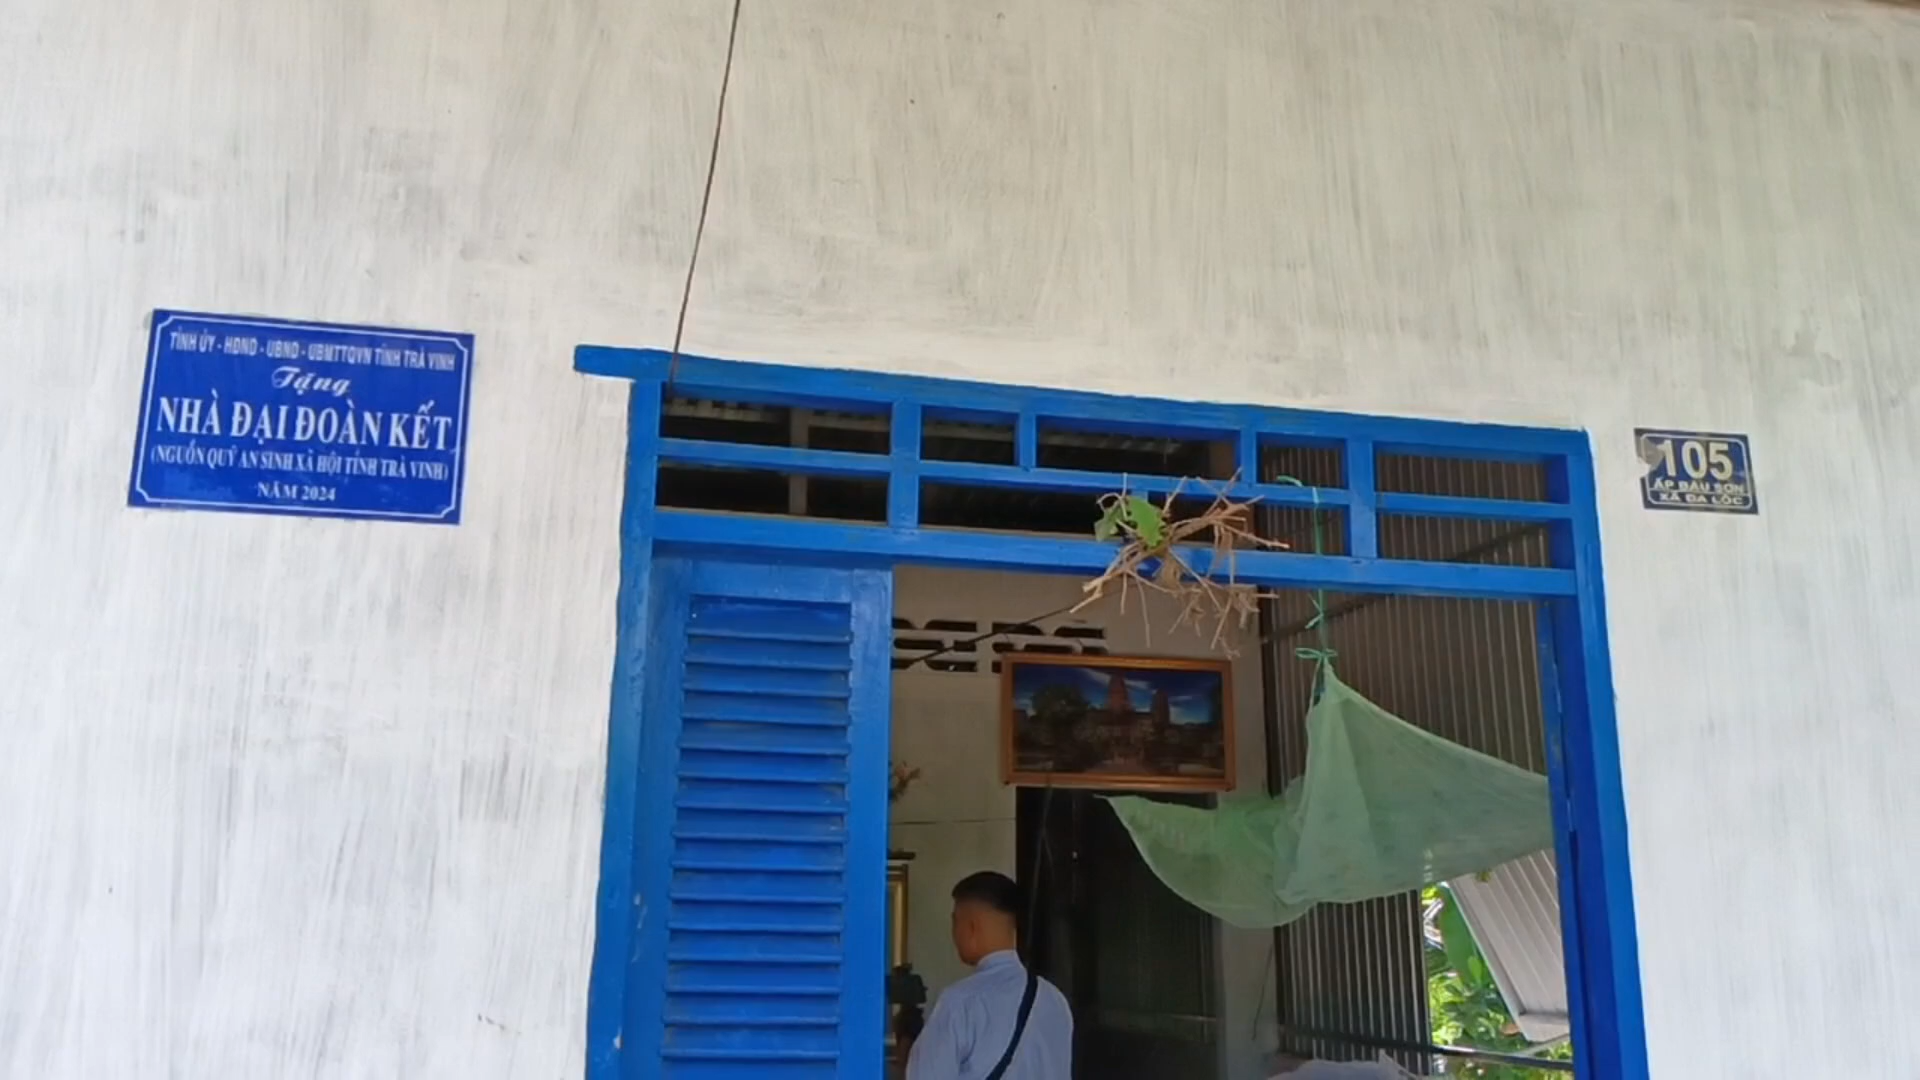 TỈNH ỦY - HĐND - UBND - UBMTTQVN TỈNH TRÀ VINH
Tặng
NHÀ ĐẠI ĐOÀN KẾT
(NGUỒN QUỸ AN SINH XÃ HỘI TỈNH TRÀ VINH)
NĂM 2024
105
ẤP BÀU SƠN
XÃ ĐA LỘC